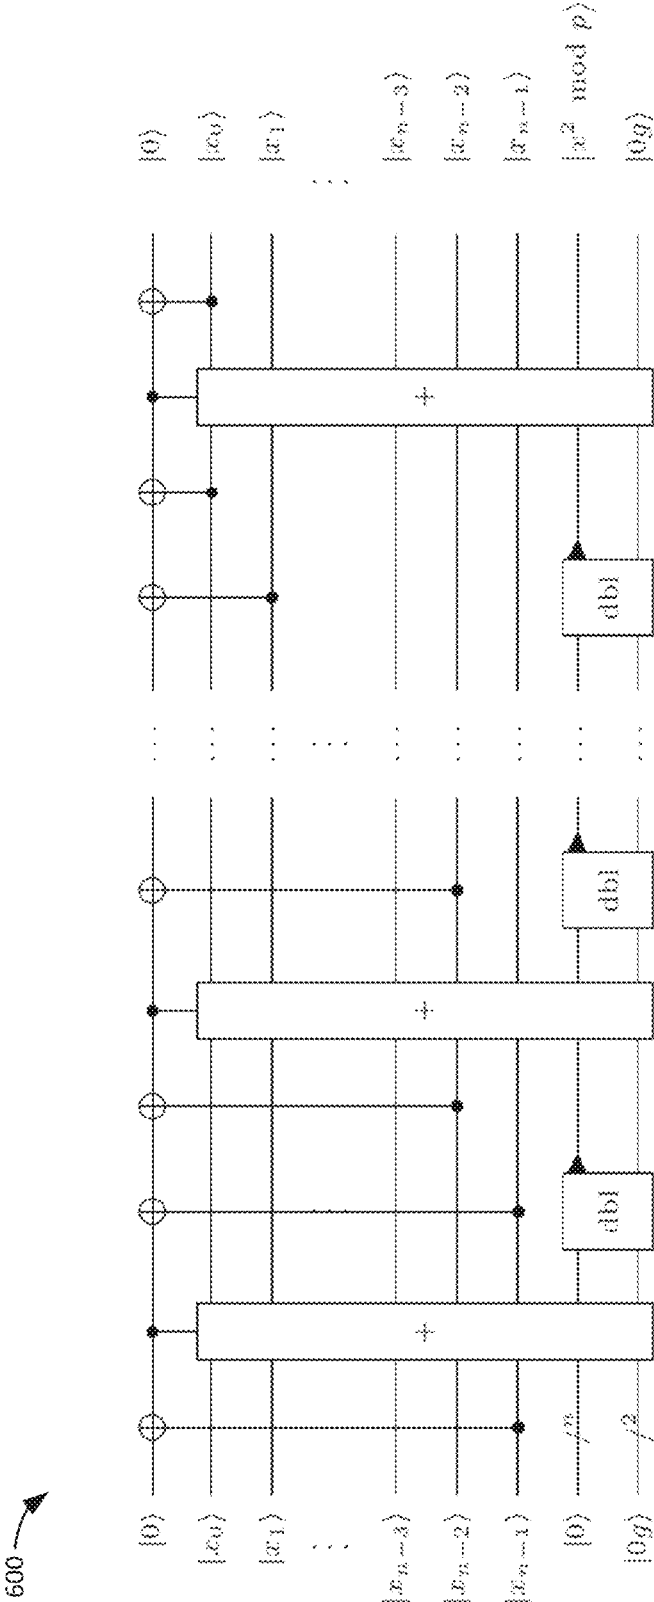 600
|0⟩
|x₀⟩
|x₁⟩
⋮
|xₙ₋₃⟩
|xₙ₋₂⟩
|xₙ₋₁⟩
|0⟩ n
|0g⟩ 2
+
dbl
+
dbl
... 
dbl
+
|0⟩
|x₀⟩
|x₁⟩
⋮
|xₙ₋₃⟩
|xₙ₋₂⟩
|xₙ₋₁⟩
|x² mod p⟩
|0g⟩